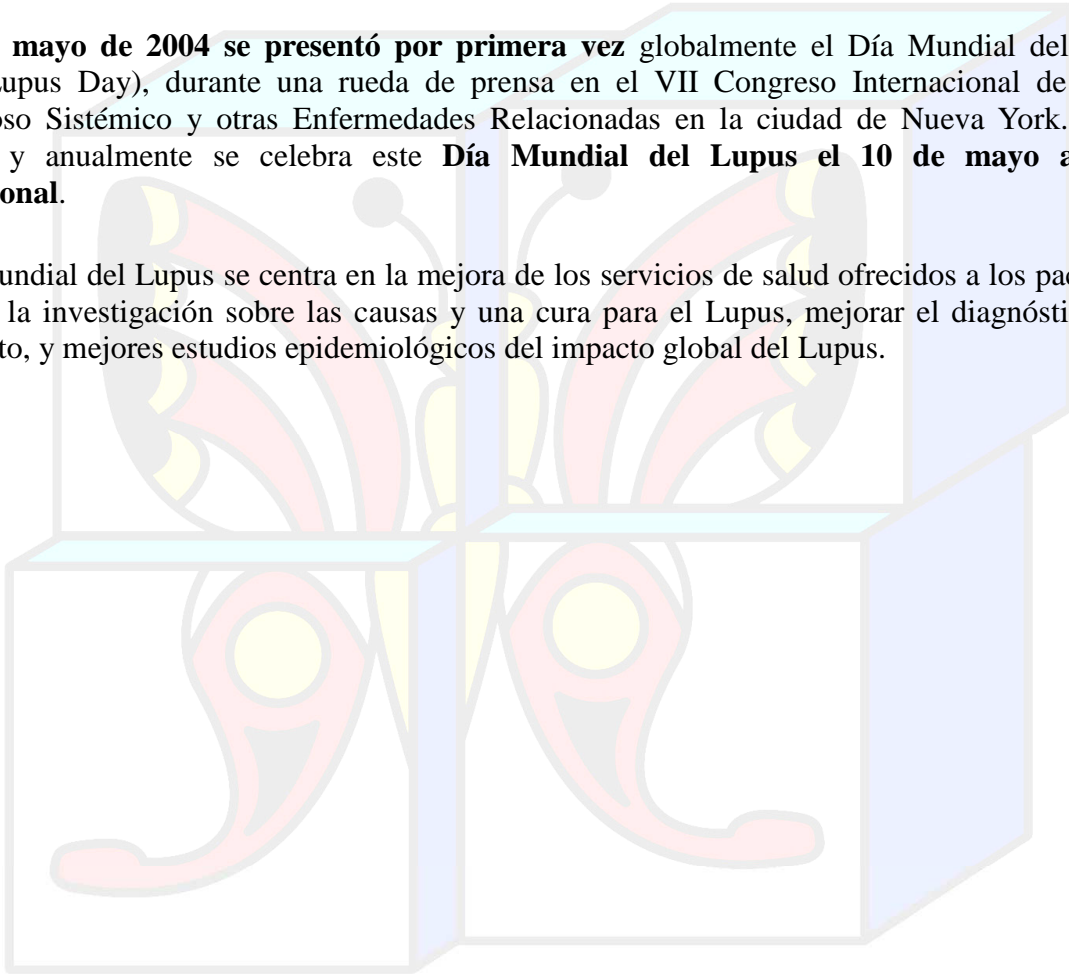 mayo de 2004 se presentó por primera vez globalmente el Día Mundial del
upus Day), durante una rueda de prensa en el VII Congreso Internacional de
oso Sistémico y otras Enfermedades Relacionadas en la ciudad de Nueva York.
y anualmente se celebra este Día Mundial del Lupus el 10 de mayo a
onal.
undial del Lupus se centra en la mejora de los servicios de salud ofrecidos a los pac
la investigación sobre las causas y una cura para el Lupus, mejorar el diagnósti
to, y mejores estudios epidemiológicos del impacto global del Lupus.